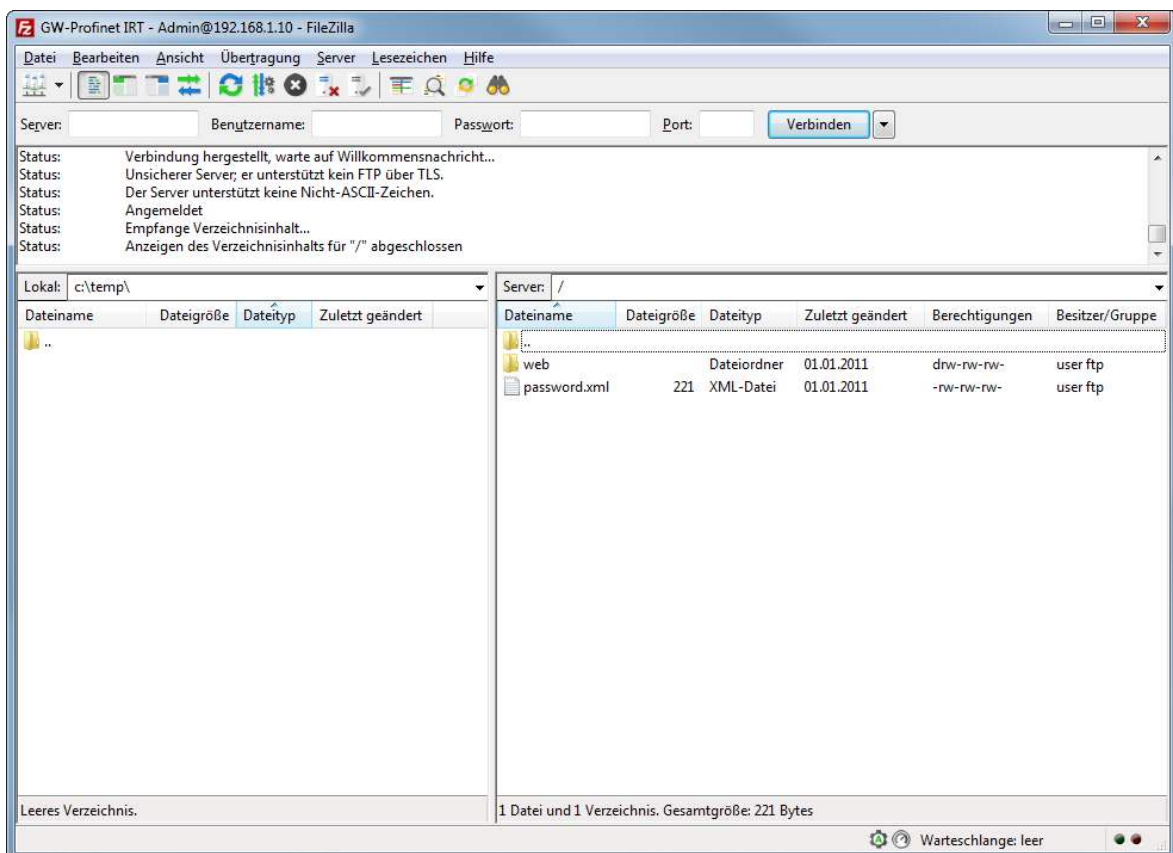 GW-Profinet IRT - Admin@192.168.1.10 - FileZilla
Datei Bearbeiten Ansicht Übertragung Server Lesezeichen Hilfe
Server: Benutzername: Passwort: Port: Verbinden
Status: Verbindung hergestellt, warte auf Willkommensnachricht...
Status: Unsicherer Server; er unterstützt kein FTP über TLS.
Status: Der Server unterstützt keine Nicht-ASCII-Zeichen.
Status: Angemeldet
Status: Empfange Verzeichnisinhalt...
Status: Anzeigen des Verzeichnisinhalts für "/" abgeschlossen
Lokal: c:\temp\
Dateiname Dateigröße Dateityp Zuletzt geändert
..
Leeres Verzeichnis.
Server: /
Dateiname Dateigröße Dateityp Zuletzt geändert Berechtigungen Besitzer/Gruppe
..
web Dateiordner 01.01.2011 drw-rw-rw- user ftp
password.xml 221 XML-Datei 01.01.2011 -rw-rw-rw- user ftp
1 Datei und 1 Verzeichnis. Gesamtgröße: 221 Bytes
Warteschlange: leer